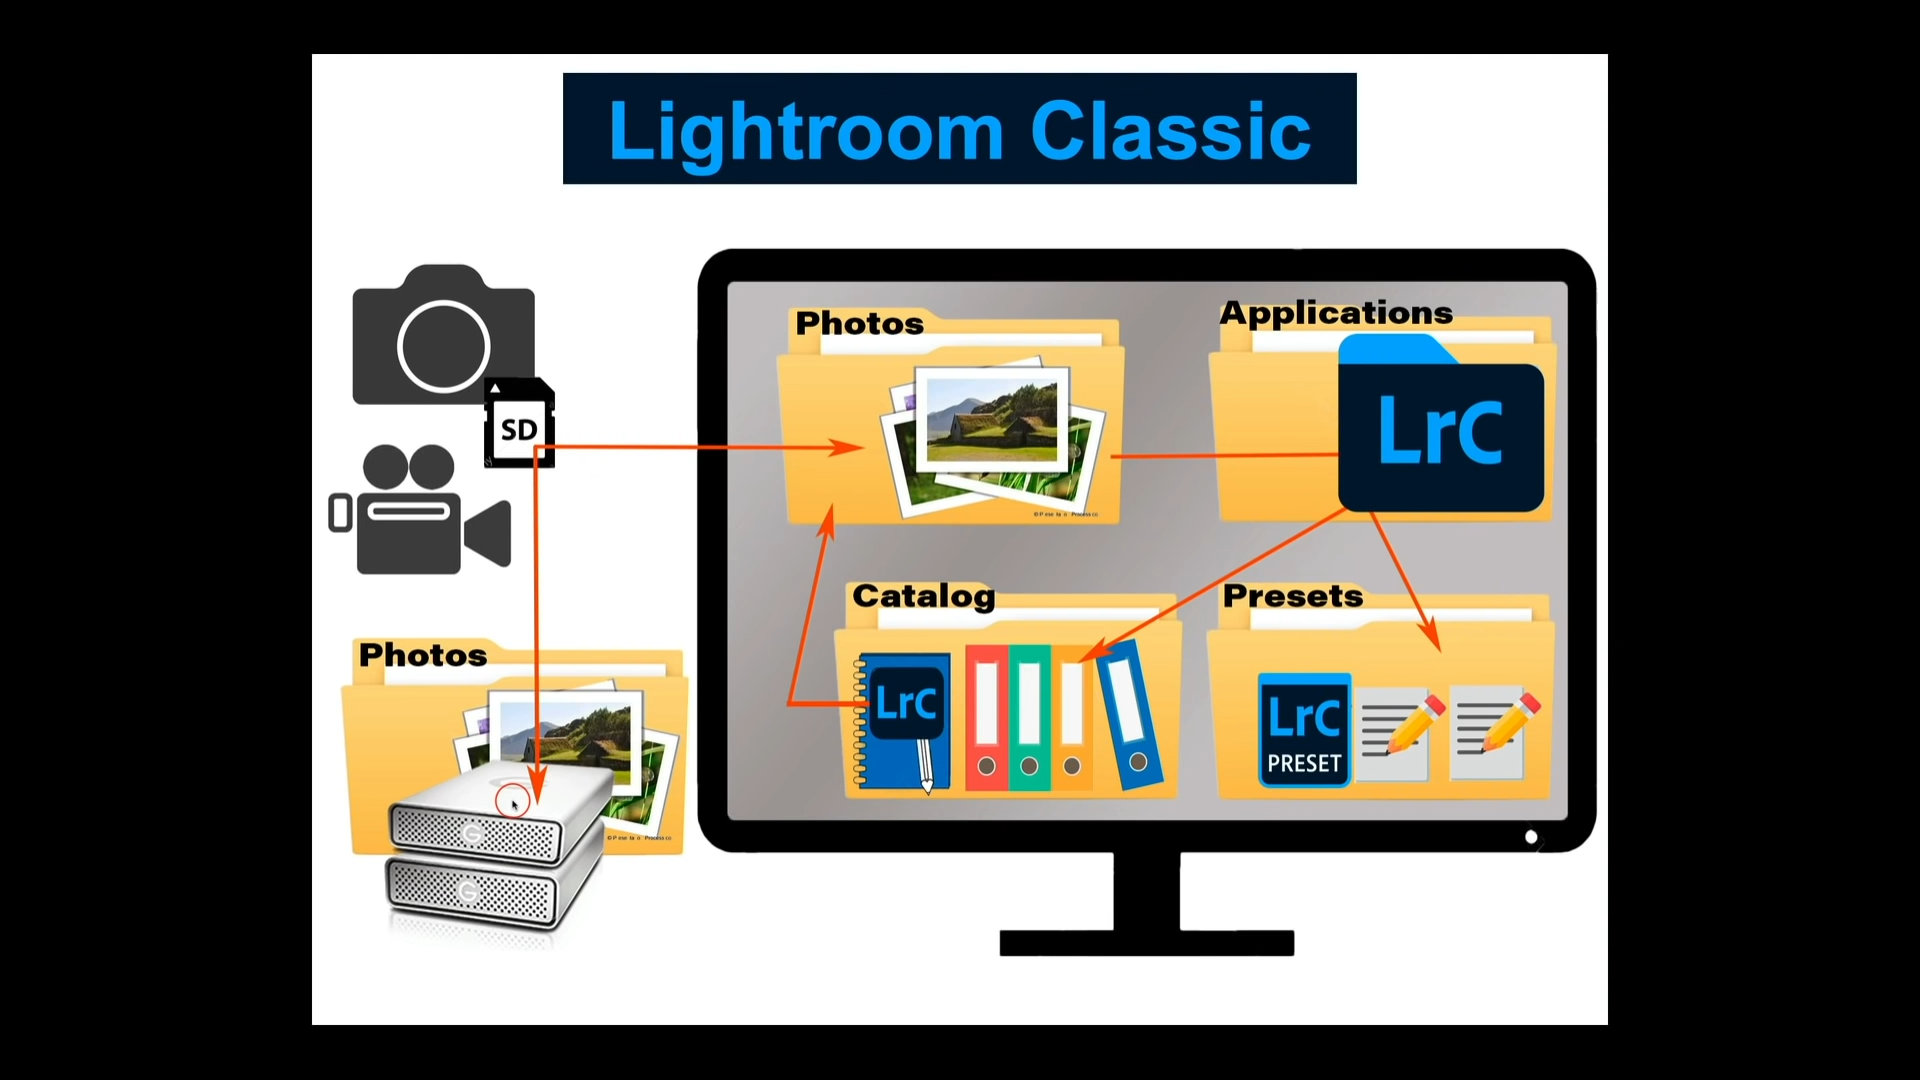 Lightroom Classic
SD
Photos
Applications
LrC
Catalog
LrC
Presets
LrC
PRESET
Photos
G
G